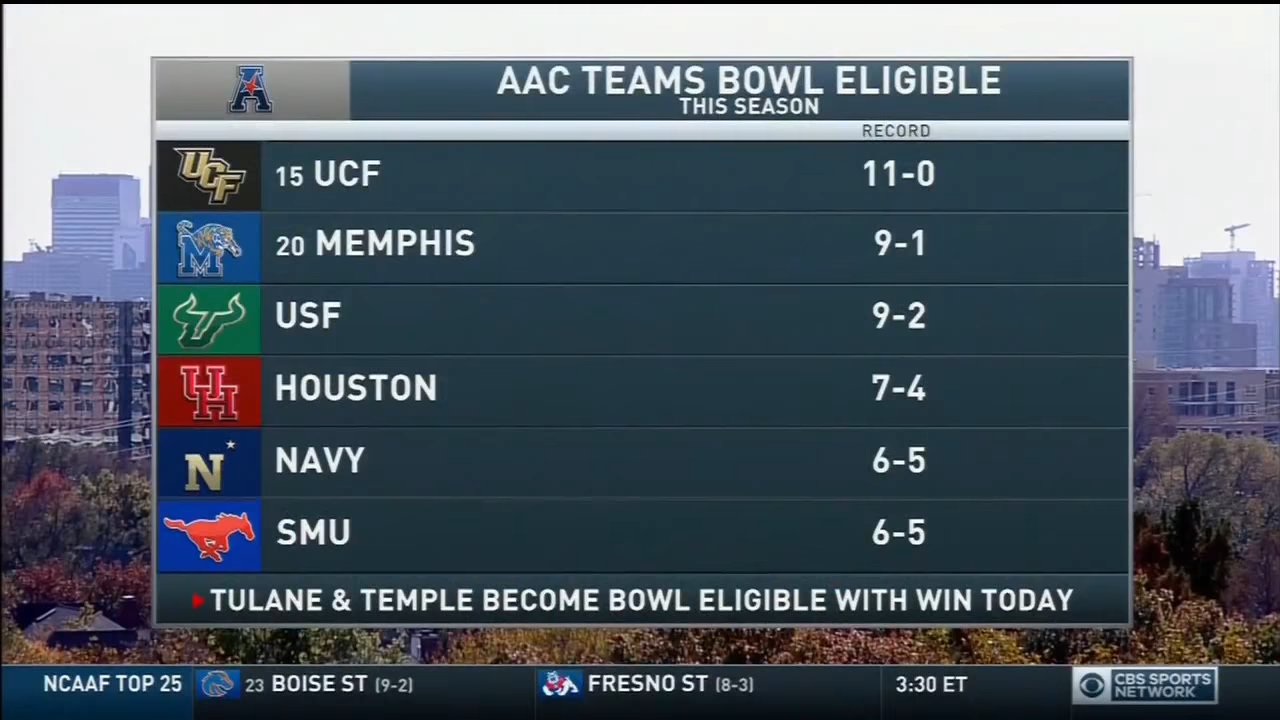 AAC TEAMS BOWL ELIGIBLE
THIS SEASON
RECORD
UCF 15 UCF 11-0
M 20 MEMPHIS 9-1
USF 9-2
UH HOUSTON 7-4
N NAVY 6-5
SMU 6-5
TULANE & TEMPLE BECOME BOWL ELIGIBLE WITH WIN TODAY
NCAAF TOP 25 23 BOISE ST (9-2) FRESNO ST (8-3) 3:30 ET CBS SPORTS NETWORK